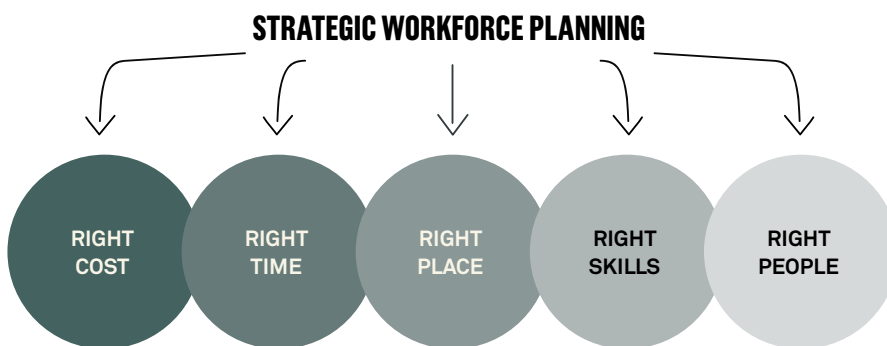 STRATEGIC WORKFORCE PLANNING
RIGHT
COST
RIGHT
TIME
RIGHT
PLACE
RIGHT
SKILLS
RIGHT
PEOPLE